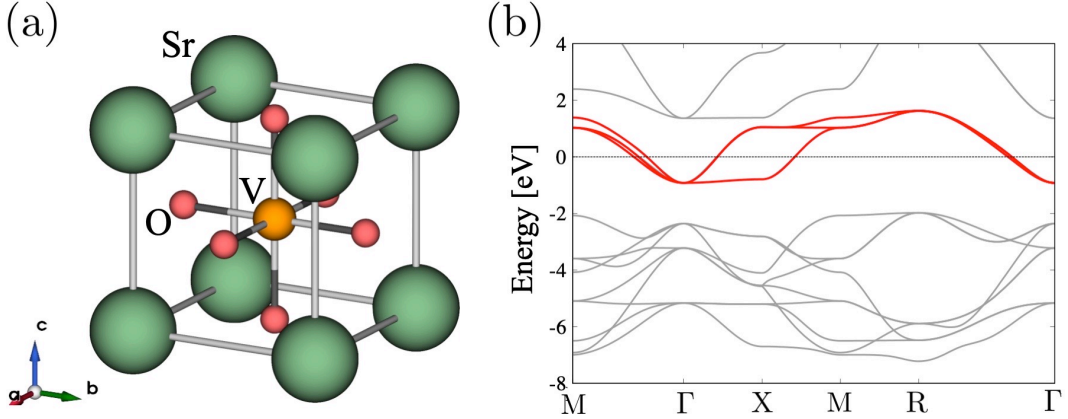 (a)
Sr
V
O
c
a
b
(b)
Energy [eV]
4
2
0
-2
-4
-6
-8
M Γ X M R Γ